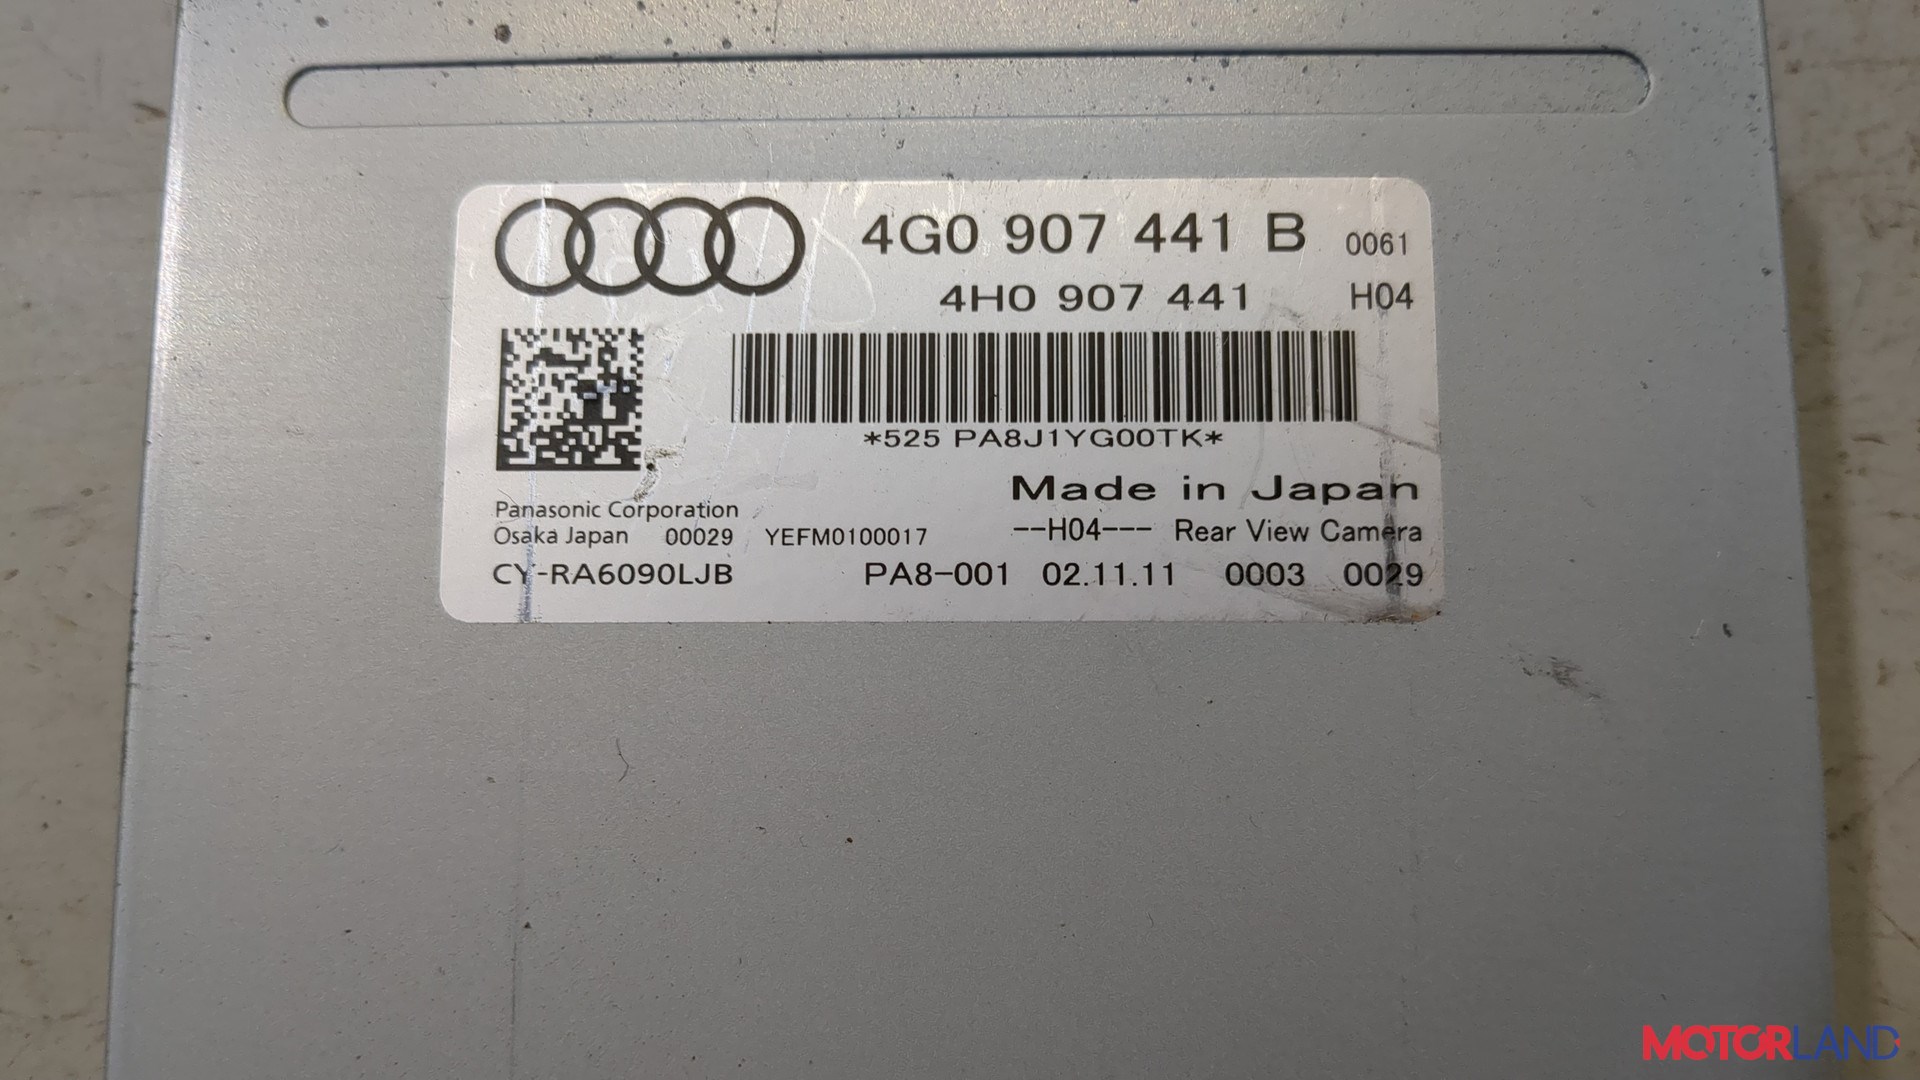 4G0 907 441 B 0061
4H0 907 441 H04
*525 PA8J1YG00TK*
Made in Japan
Panasonic Corporation
Osaka Japan 00029 YEFM0100017 --H04--- Rear View Camera
CY-RA6090LJB PA8-001 02.11.11 0003 0029
MOTORLAND